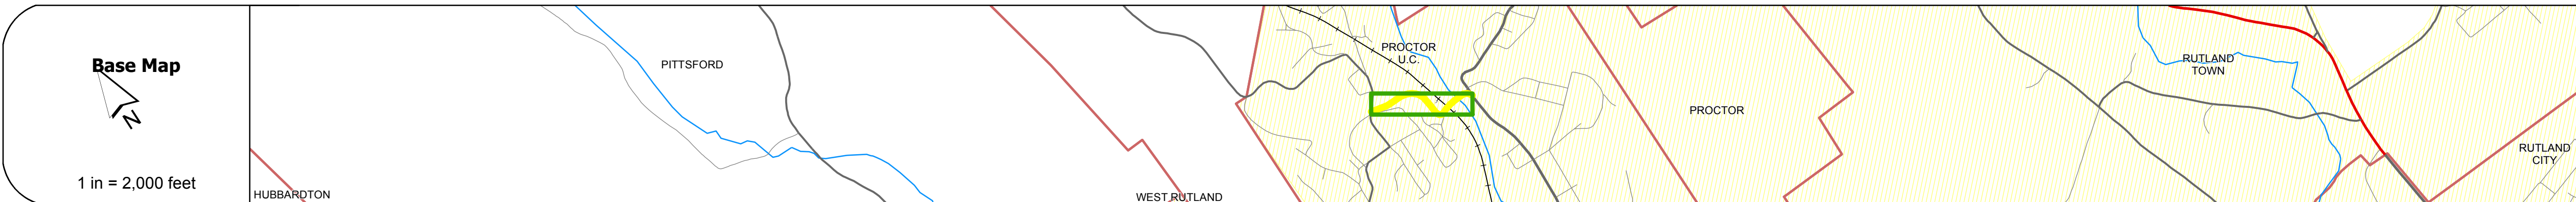 Base Map
N
1 in = 2,000 feet
HUBBARDTON
PITTSFORD
WEST RUTLAND
PROCTOR
U.C.
PROCTOR
RUTLAND
TOWN
RUTLAND
CITY